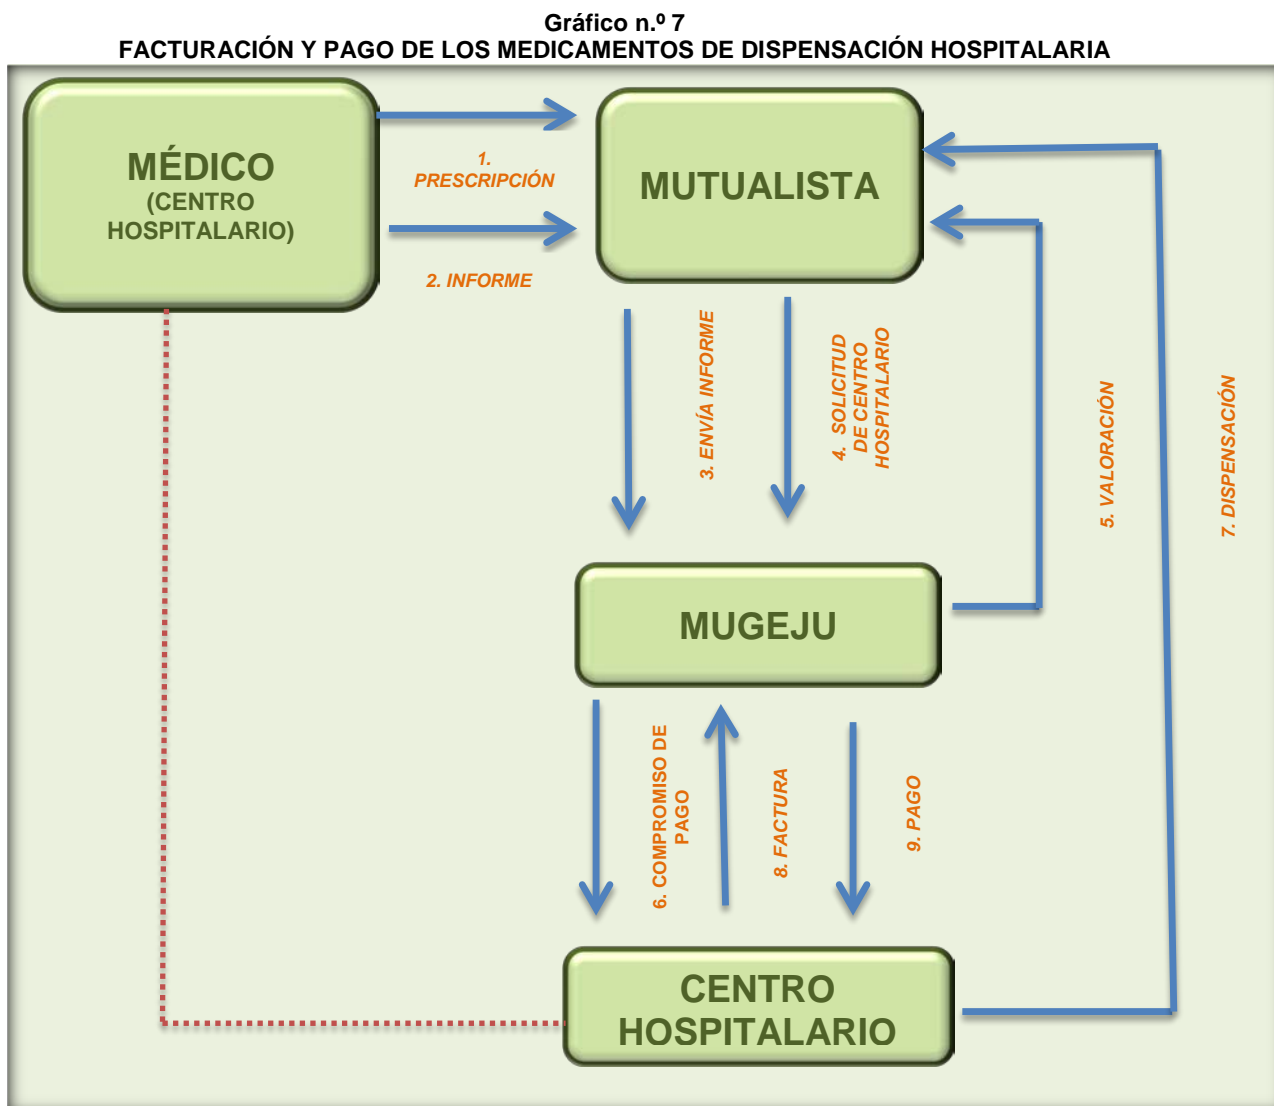 Gráfico n.º 7
FACTURACIÓN Y PAGO DE LOS MEDICAMENTOS DE DISPENSACIÓN HOSPITALARIA
MÉDICO
(CENTRO
HOSPITALARIO)
1.
PRESCRIPCIÓN
2. INFORME
MUTUALISTA
3. ENVÍA INFORME
4. SOLICITUD
DE CENTRO
HOSPITALARIO
5. VALORACIÓN
7. DISPENSACIÓN
MUGEJU
6. COMPROMISO DE
PAGO
8. FACTURA
9. PAGO
CENTRO
HOSPITALARIO